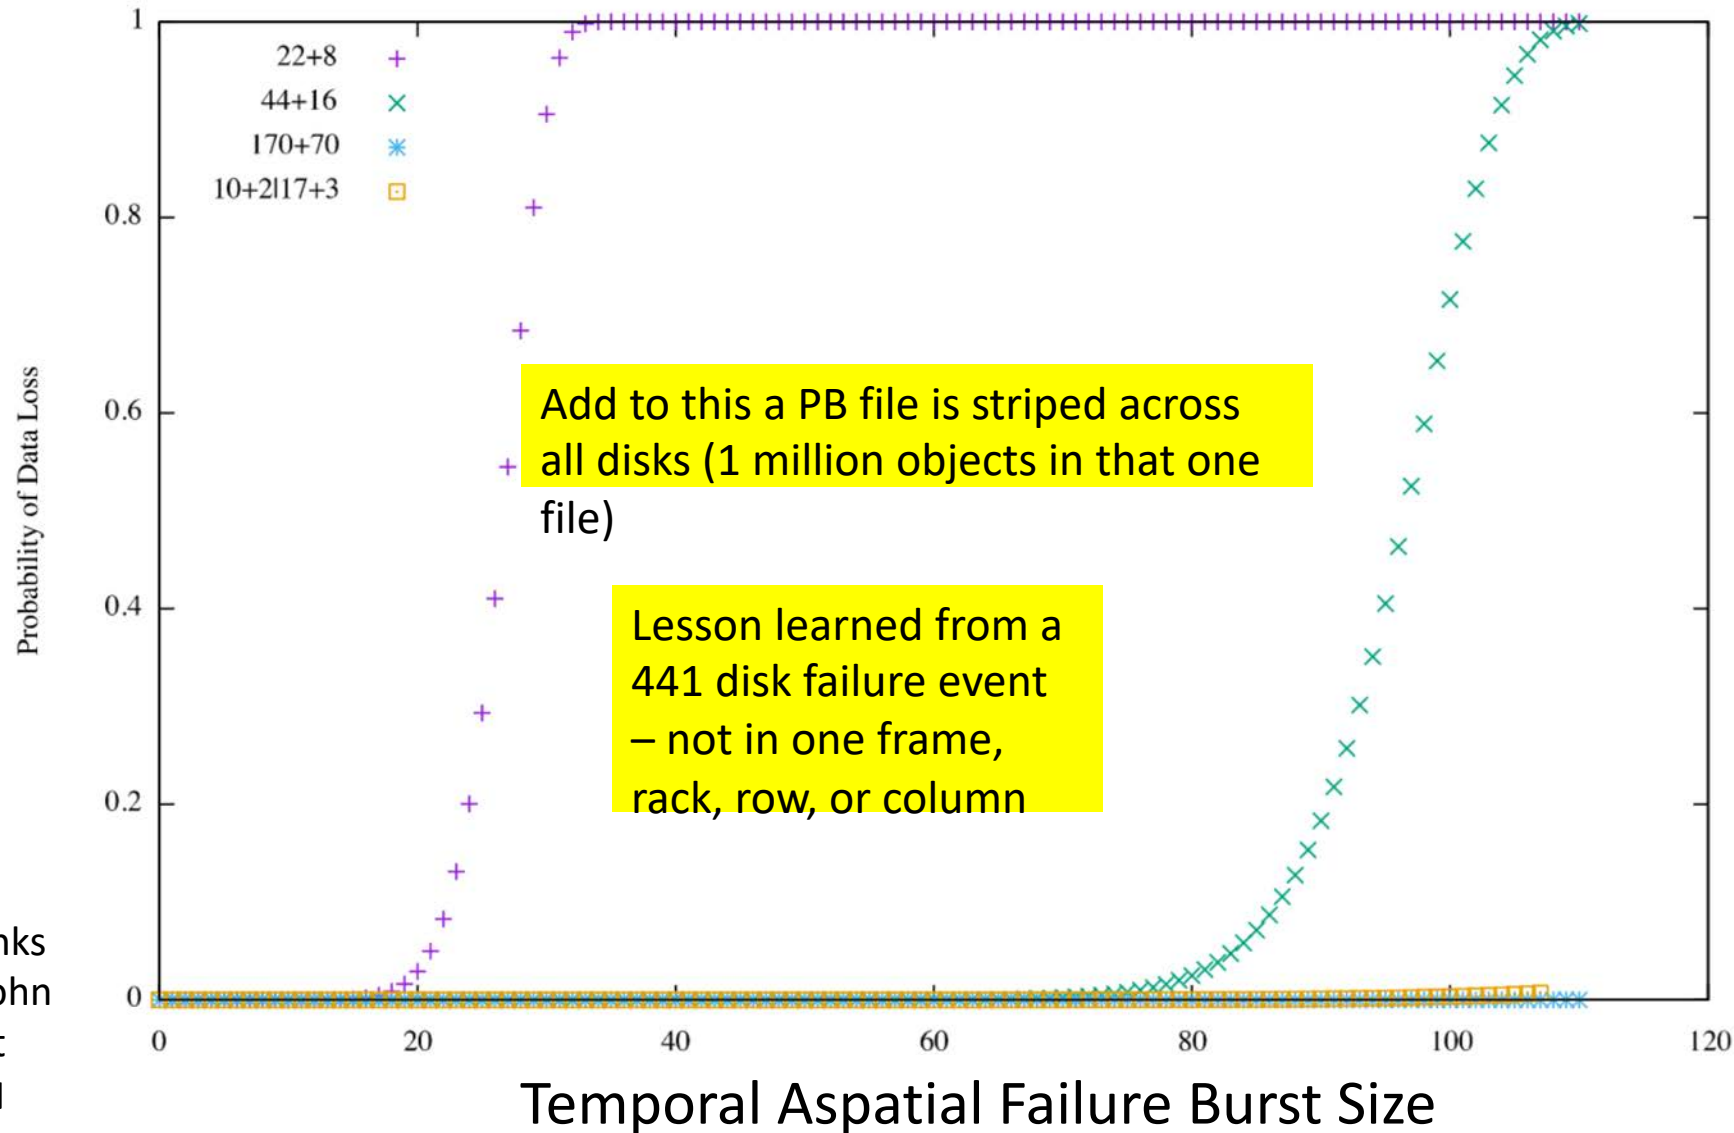 1
22+8
44+16
170+70
10+2|17+3
0.8
0.6
0.4
0.2
0
Probability of Data Loss
Add to this a PB file is striped across
all disks (1 million objects in that one
file)
Lesson learned from a
441 disk failure event
– not in one frame,
rack, row, or column
0
20
40
60
80
100
120
Temporal Aspatial Failure Burst Size